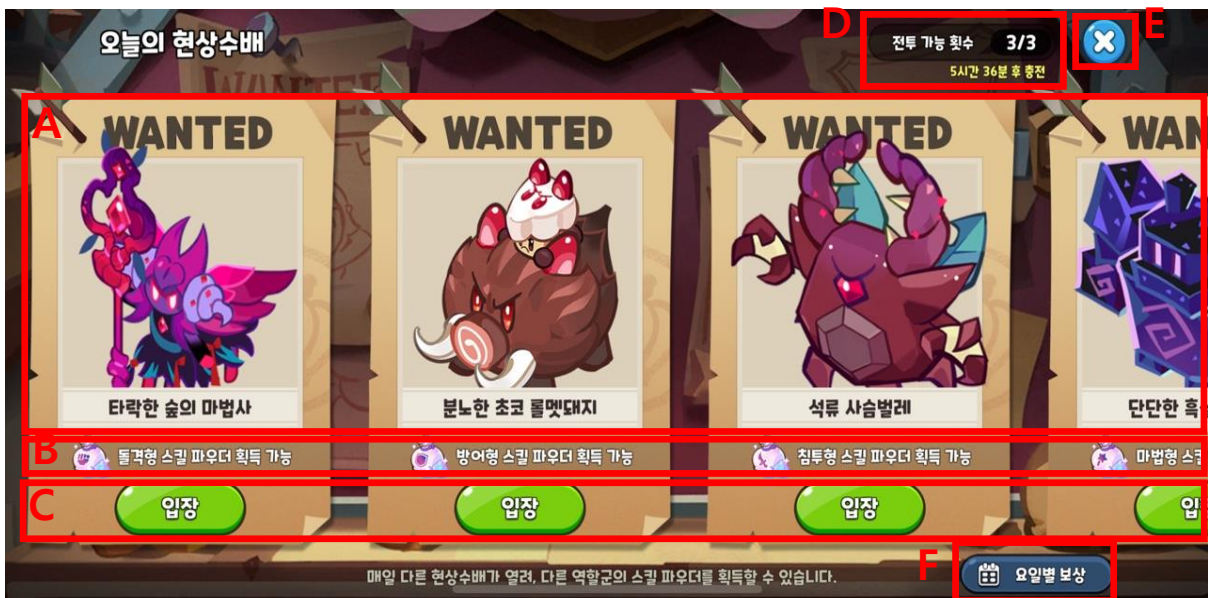 오늘의 현상수배
D
전투 가능 횟수 3/3
E
5시간 36분 후 충전
A
WANTED WANTED WANTED WAN
타락한 숲의 마법사 분노한 초코 롤멧돼지 석류 사슴벌레 단단한 흑
B
돌격형 스킬 파우더 획득 가능 방어형 스킬 파우더 획득 가능 침투형 스킬 파우더 획득 가능 마법형 스킬
C
입장 입장 입장 입
매일 다른 현상수배가 열려, 다른 역할군의 스킬 파우더를 획득할 수 있습니다.
F
요일별 보상